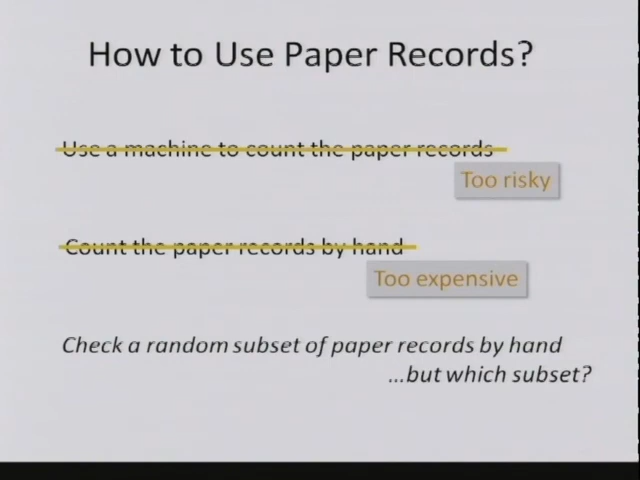 How to Use Paper Records?
Use a machine to count the paper records
Too risky
Count the paper records by hand
Too expensive
Check a random subset of paper records by hand
...but which subset?